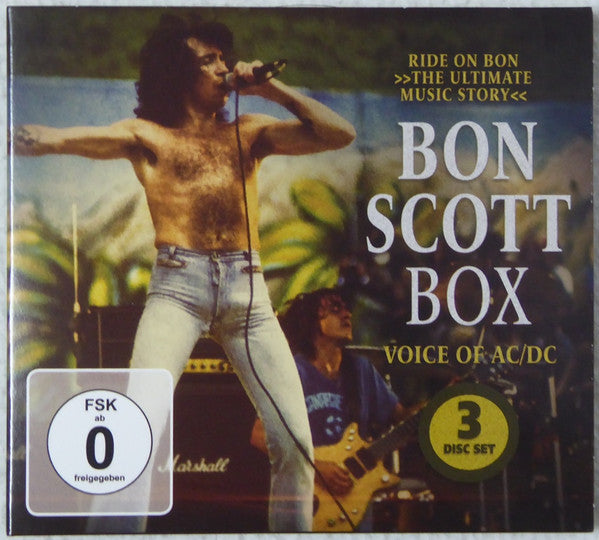 RIDE ON BON
>>THE ULTIMATE
MUSIC STORY<<
BON
SCOTT
BOX
VOICE OF AC/DC
3
DISC SET
FSK
ab
0
freigegeben
Marshall